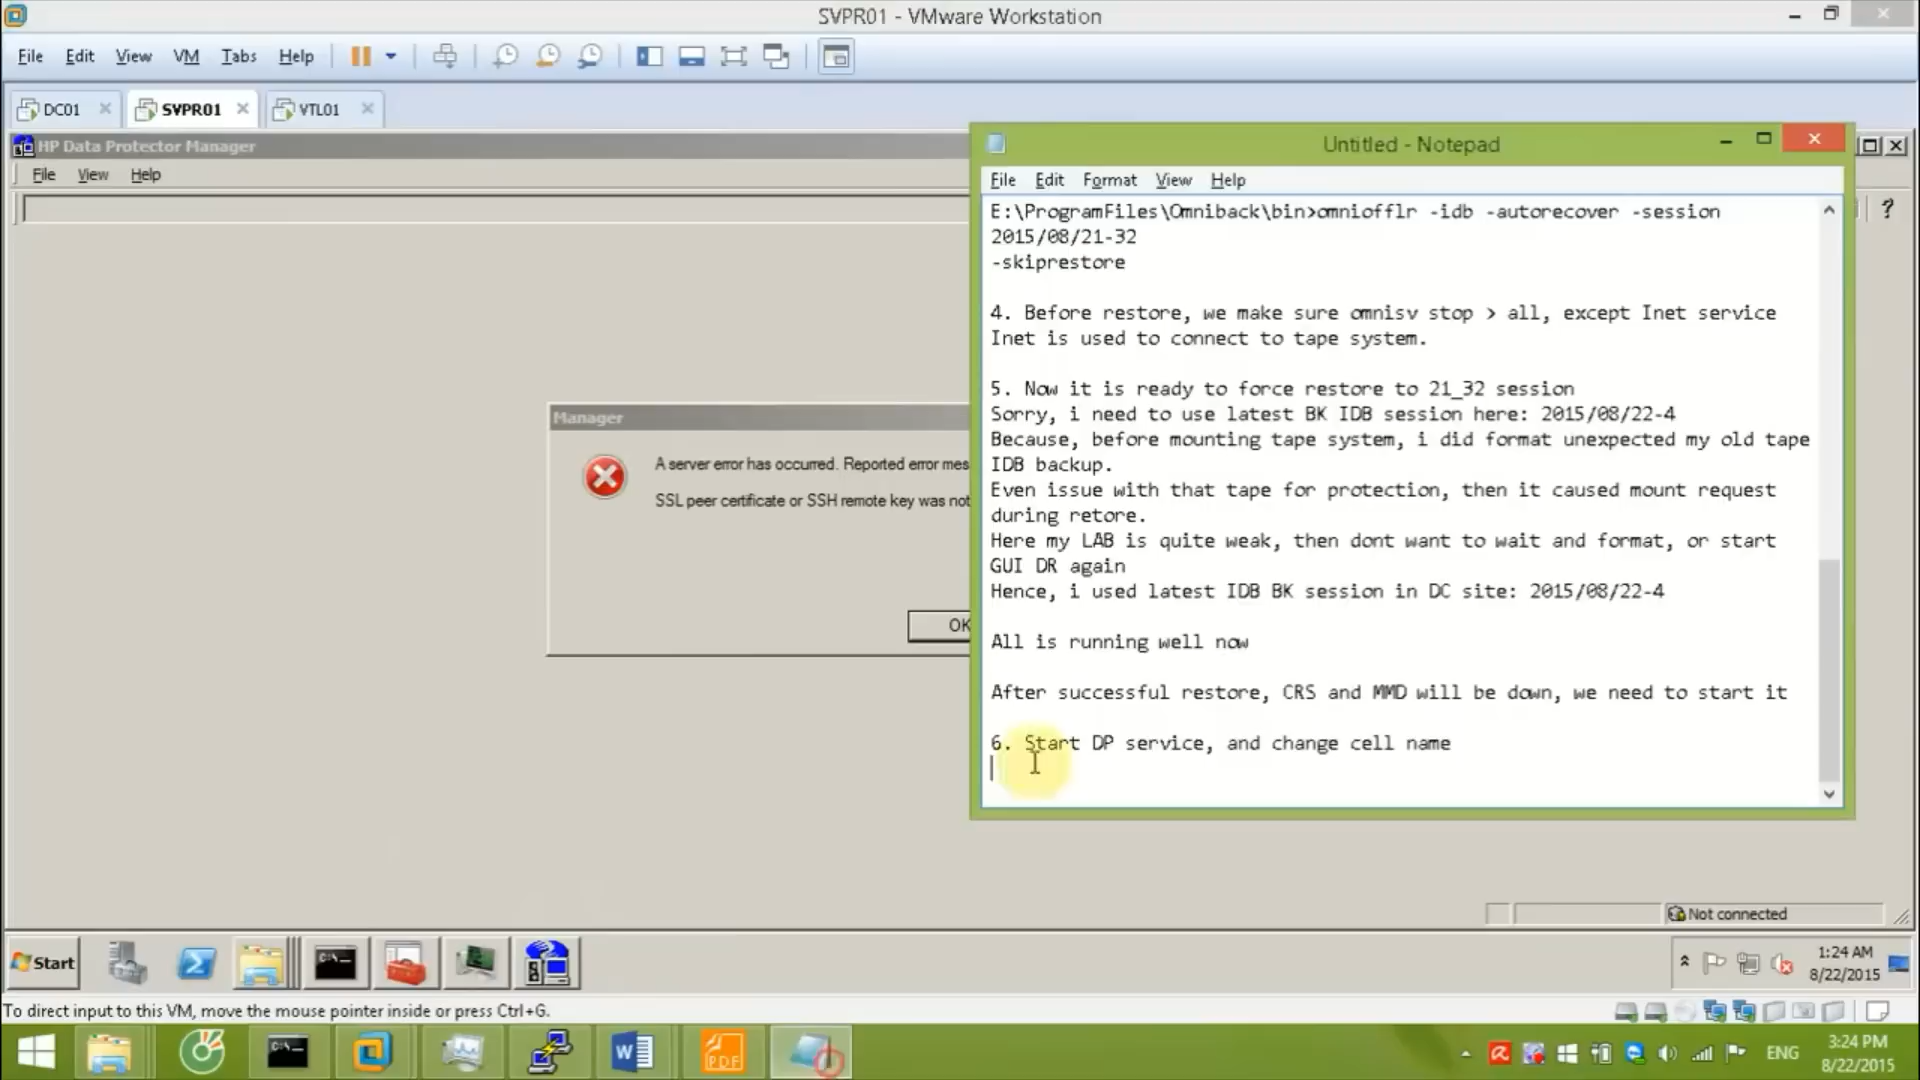 SVPR01 - VMware Workstation
File Edit View VM Tabs Help
DC01 SVPR01 VTL01
HP Data Protector Manager
File View Help
Manager
A server error has occurred. Reported error mes
SSL peer certificate or SSH remote key was not
OK
Untitled - Notepad
File Edit Format View Help
E:\ProgramFiles\Omniback\bin>omniofflr -idb -autorecover -session
2015/08/21-32
-skiprestore
4. Before restore, we make sure omnisv stop > all, except Inet service
Inet is used to connect to tape system.
5. Now it is ready to force restore to 21_32 session
Sorry, i need to use latest BK IDB session here: 2015/08/22-4
Because, before mounting tape system, i did format unexpected my old tape
IDB backup.
Even issue with that tape for protection, then it caused mount request
during retore.
Here my LAB is quite weak, then dont want to wait and format, or start
GUI DR again
Hence, i used latest IDB BK session in DC site: 2015/08/22-4
All is running well now
After successful restore, CRS and MMD will be down, we need to start it
6. Start DP service, and change cell name
Not connected
Start
1:24 AM
8/22/2015
To direct input to this VM, move the mouse pointer inside or press Ctrl+G.
PDF
ENG
3:24 PM
8/22/2015